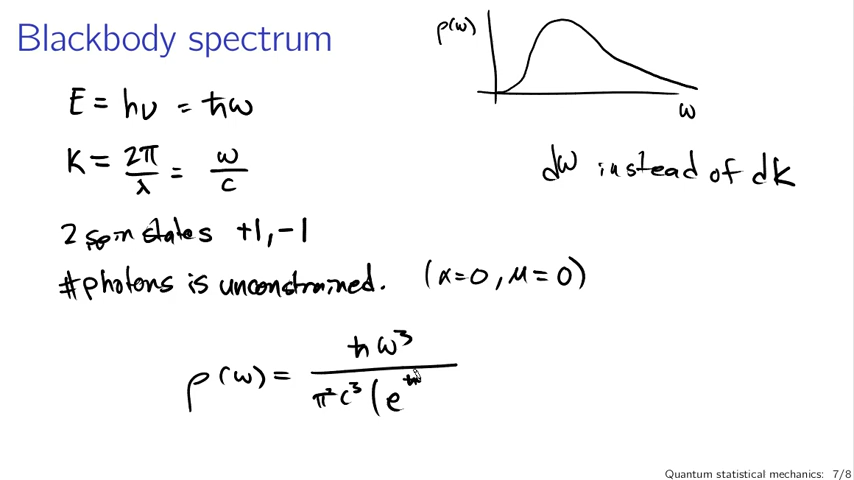 Blackbody spectrum
ρ(ω)
ω
E = hν = ħω
K = 2π/λ = ω/c
dω instead of dk
2 spin states +1, -1
#photons is unconstrained. (α=0, μ=0)
ρ(ω) = ħω³ / π²c³(e^ħω
Quantum statistical mechanics: 7/8